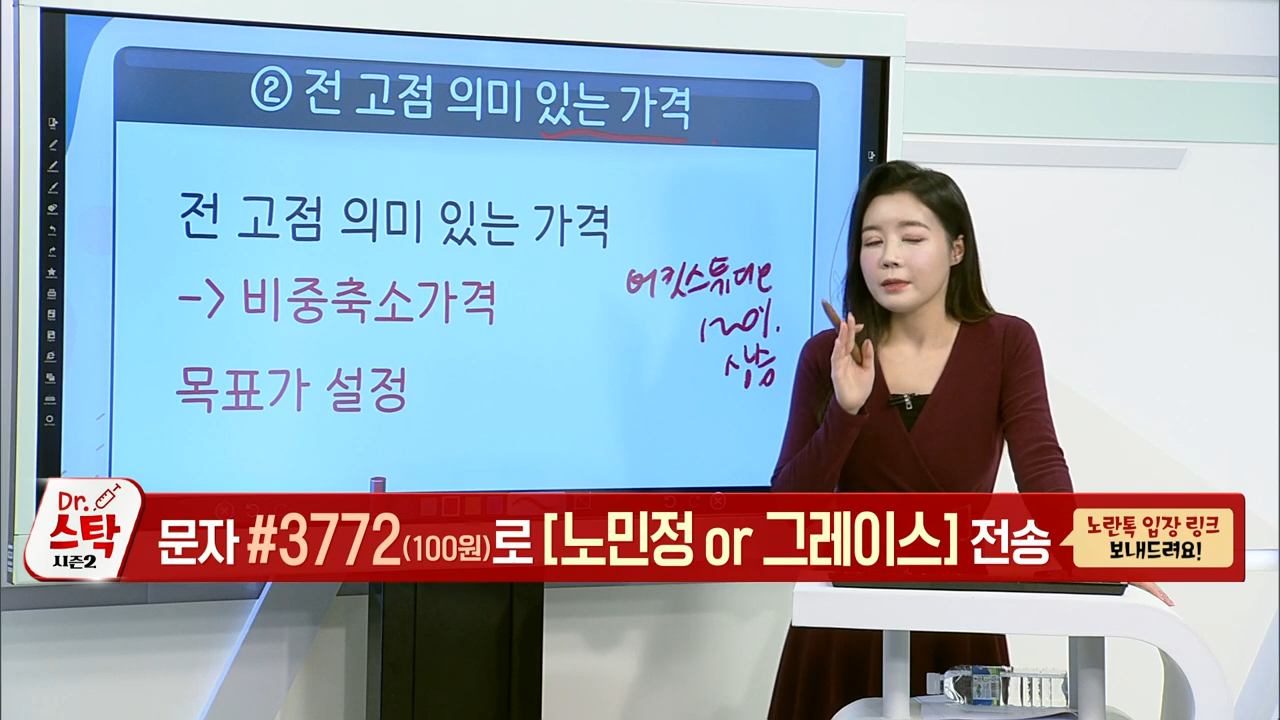 ② 전 고점 의미 있는 가격
전 고점 의미 있는 가격
-> 비중축소가격
목표가 설정
버킷스튜디오
120%.
상승
Dr.
스탁
시즌2
문자 #3772(100원)로 [노민정 or 그레이스] 전송
노란톡 입장 링크
보내드려요!